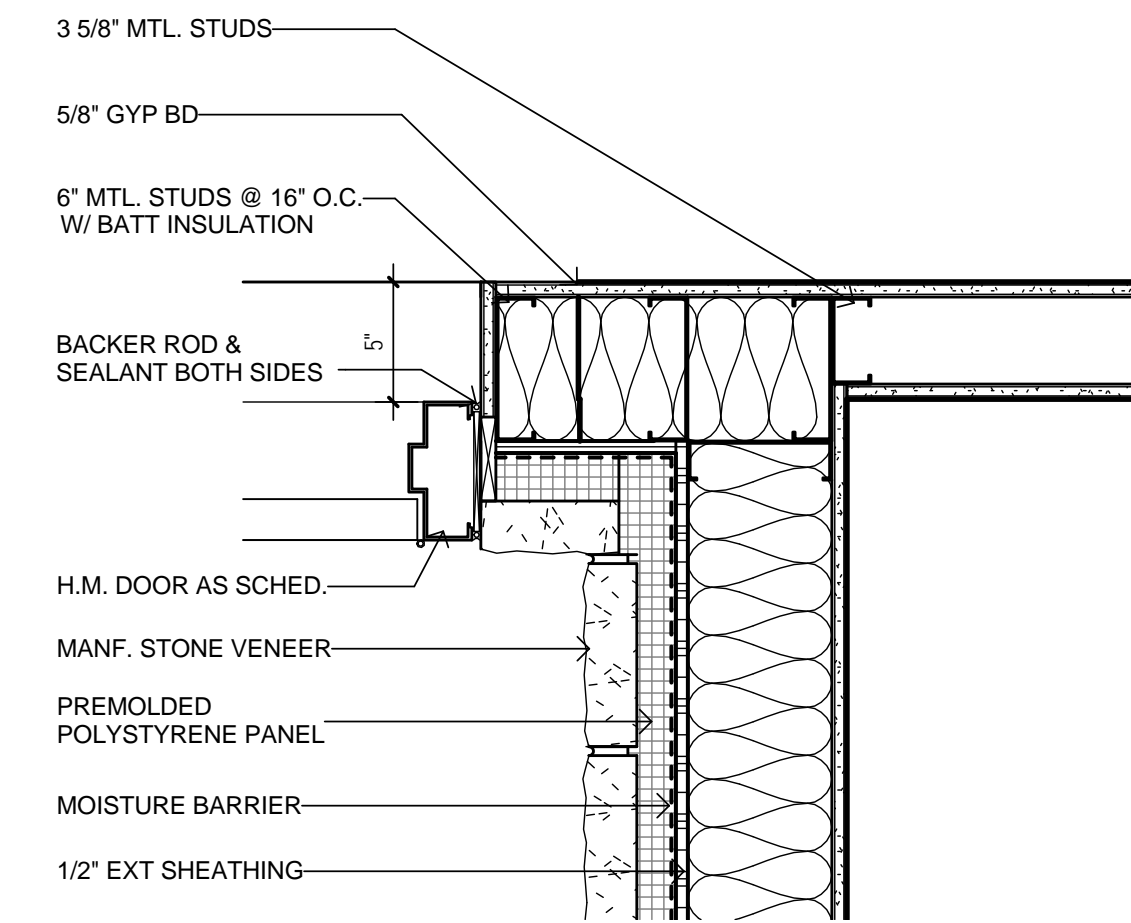 3 5/8" MTL. STUDS
5/8" GYP BD
6" MTL. STUDS @ 16" O.C.
W/ BATT INSULATION
5"
BACKER ROD &
SEALANT BOTH SIDES
H.M. DOOR AS SCHED.
MANF. STONE VENEER
PREMOLDED
POLYSTYRENE PANEL
MOISTURE BARRIER
1/2" EXT SHEATHING